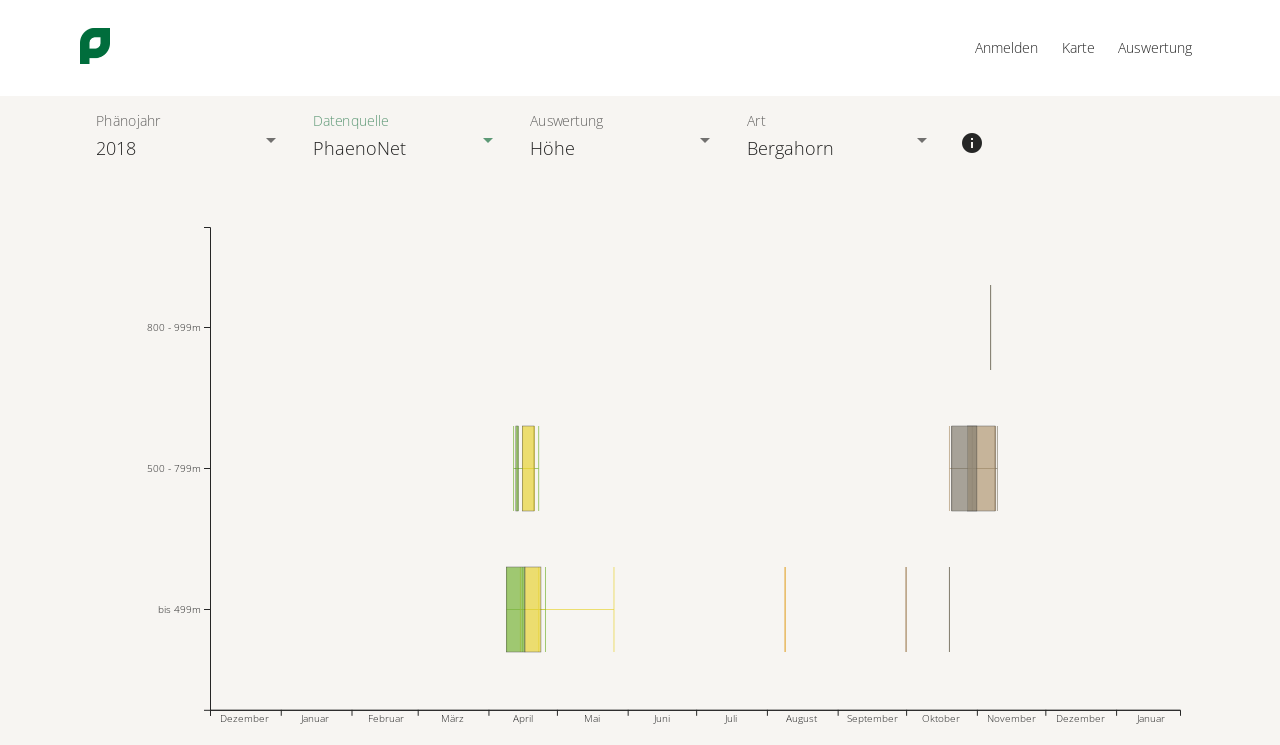 Anmelden Karte Auswertung
Phänojahr Datenquelle Auswertung Art
2018 PhaenoNet Höhe Bergahorn
800 - 999m
500 - 799m
bis 499m
Dezember Januar Februar März April Mai Juni Juli August September Oktober November Dezember Januar